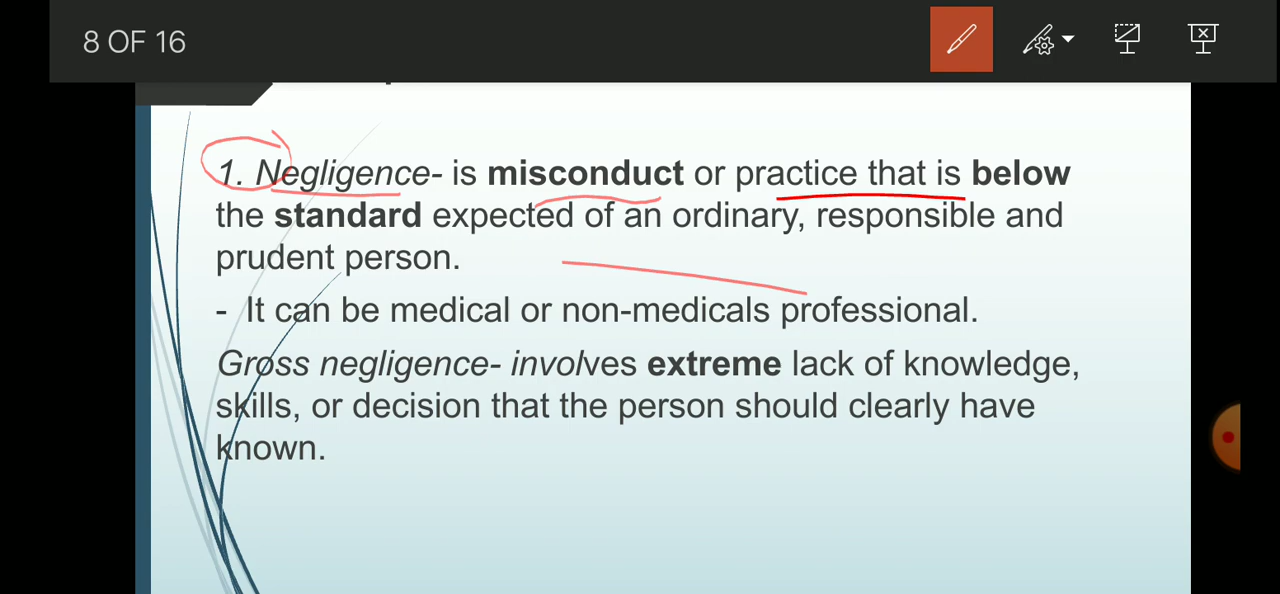 8 OF 16
1. Negligence- is misconduct or practice that is below
the standard expected of an ordinary, responsible and
prudent person.
- It can be medical or non-medicals professional.
Gross negligence- involves extreme lack of knowledge,
skills, or decision that the person should clearly have
known.